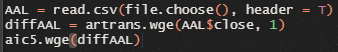 AAL = read.csv(file.choose(), header = T)
diffAAL = artrans.wge(AAL$close, 1)
aic5.wge(diffAAL)